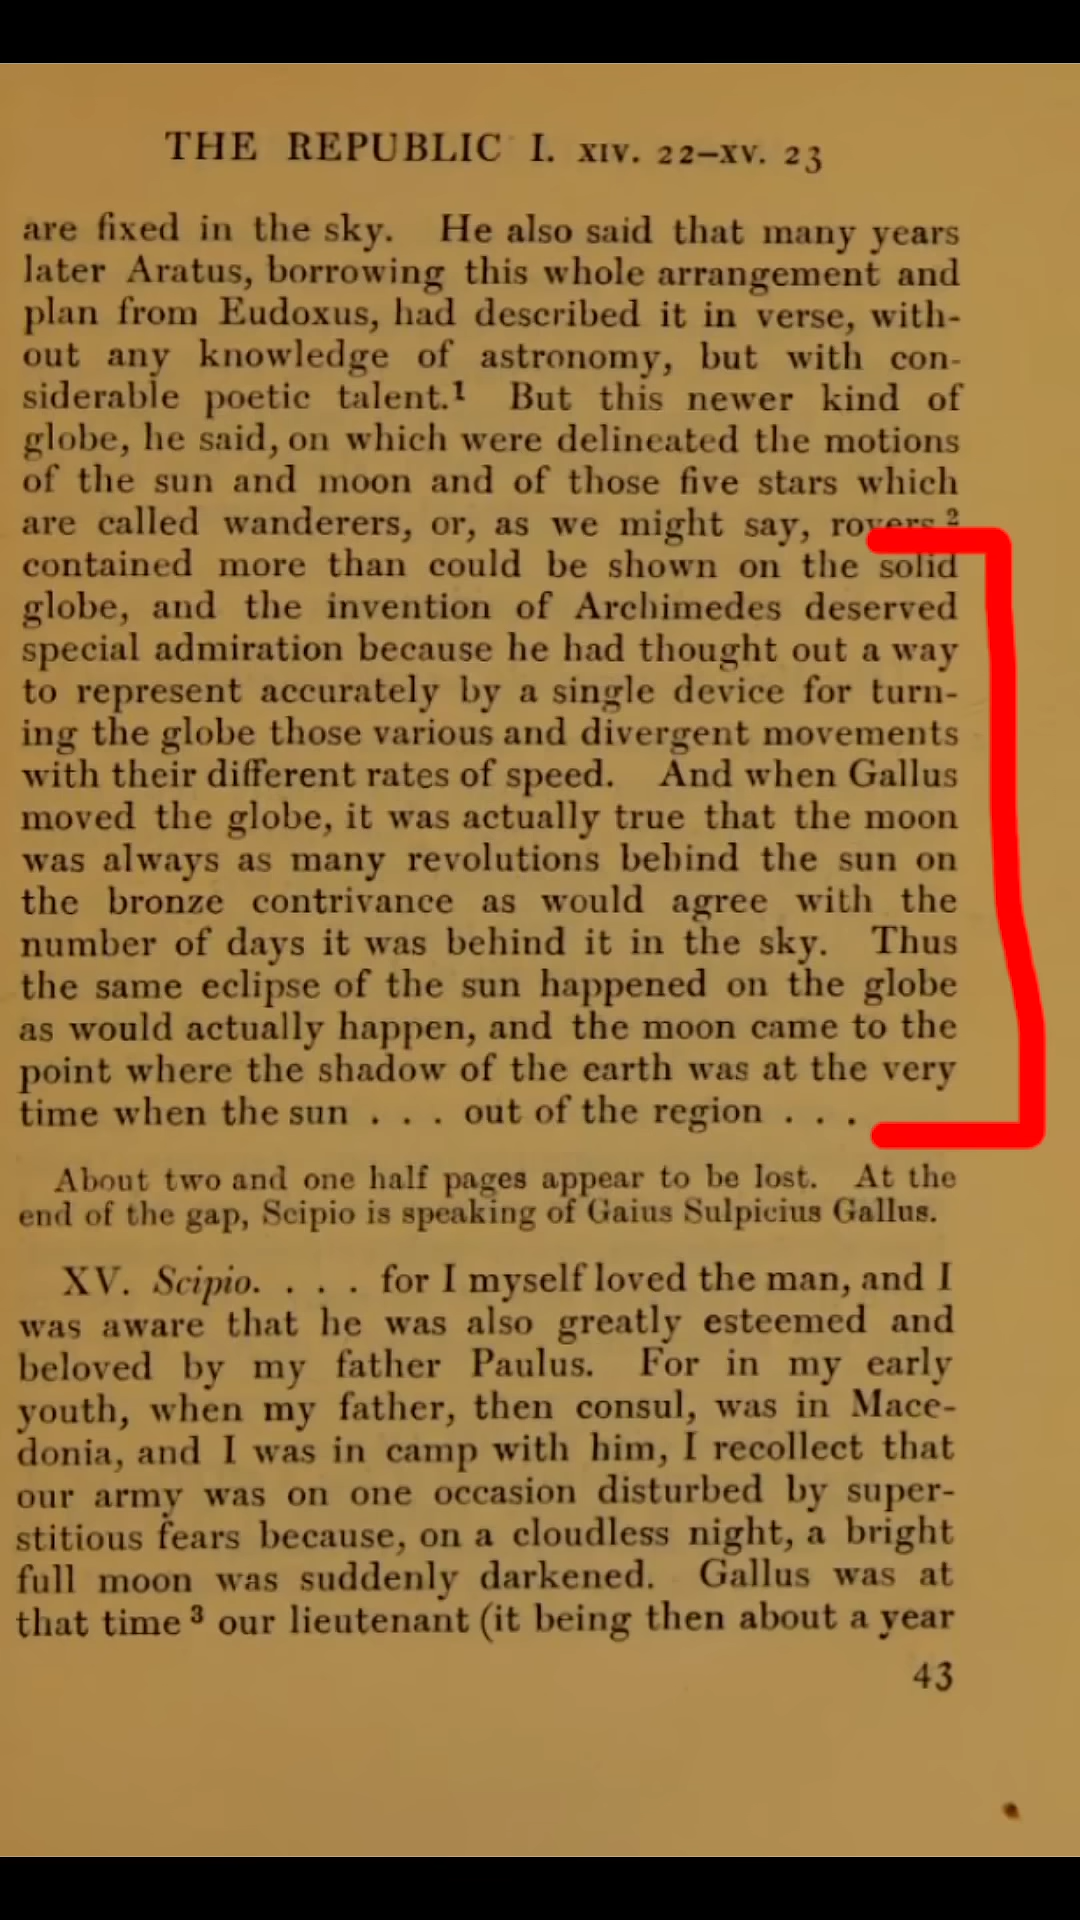 THE REPUBLIC I. XIV. 22–XV. 23
are fixed in the sky. He also said that many years
later Aratus, borrowing this whole arrangement and
plan from Eudoxus, had described it in verse, with-
out any knowledge of astronomy, but with con-
siderable poetic talent.¹ But this newer kind of
globe, he said, on which were delineated the motions
of the sun and moon and of those five stars which
are called wanderers, or, as we might say, rovers,²
contained more than could be shown on the solid
globe, and the invention of Archimedes deserved
special admiration because he had thought out a way
to represent accurately by a single device for turn-
ing the globe those various and divergent movements
with their different rates of speed. And when Gallus
moved the globe, it was actually true that the moon
was always as many revolutions behind the sun on
the bronze contrivance as would agree with the
number of days it was behind it in the sky. Thus
the same eclipse of the sun happened on the globe
as would actually happen, and the moon came to the
point where the shadow of the earth was at the very
time when the sun . . . out of the region . . .
About two and one half pages appear to be lost. At the
end of the gap, Scipio is speaking of Gaius Sulpicius Gallus.
XV. Scipio. . . . for I myself loved the man, and I
was aware that he was also greatly esteemed and
beloved by my father Paulus. For in my early
youth, when my father, then consul, was in Mace-
donia, and I was in camp with him, I recollect that
our army was on one occasion disturbed by super-
stitious fears because, on a cloudless night, a bright
full moon was suddenly darkened. Gallus was at
that time ³ our lieutenant (it being then about a year
43